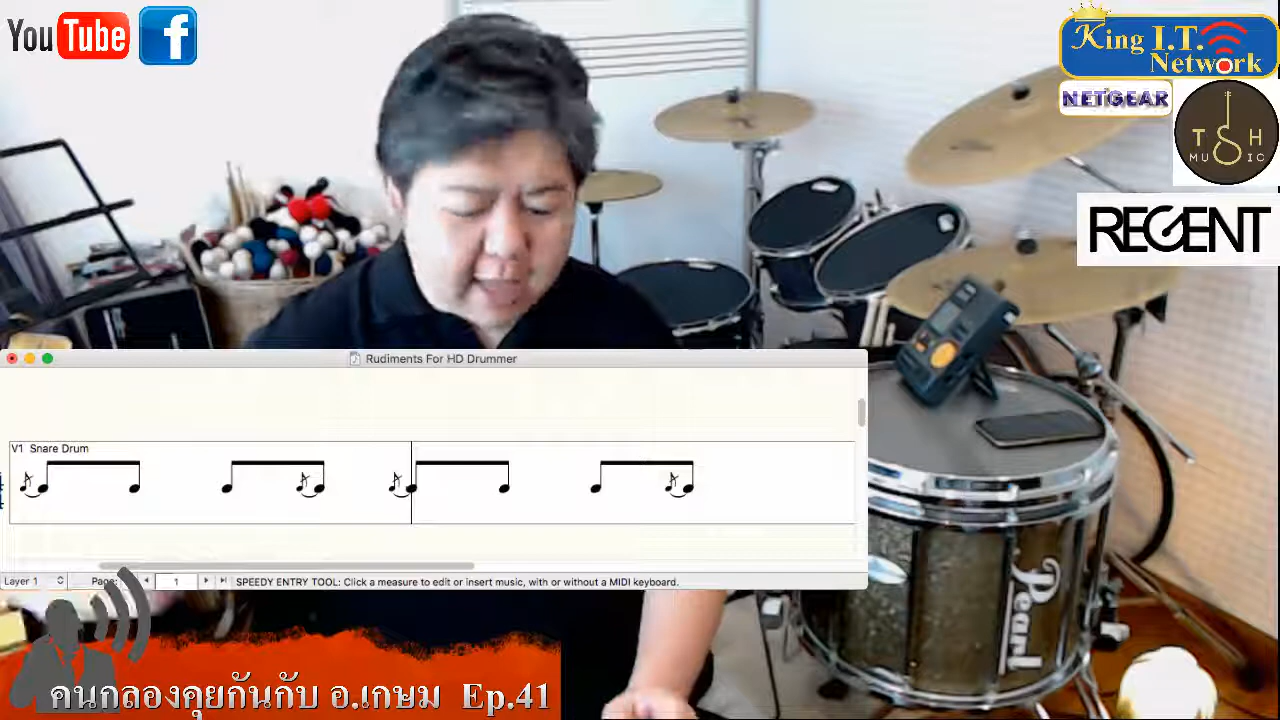 YouTube f
King I.T.
Network
NETGEAR
T S H
MUSIC
REGENT
Rudiments For HD Drummer
V1 Snare Drum
Layer 1
1
SPEEDY ENTRY TOOL: Click a measure to edit or insert music, with or without a MIDI keyboard.
Pearl
คนกลองคุยกันกับ อ.เกษม Ep.41